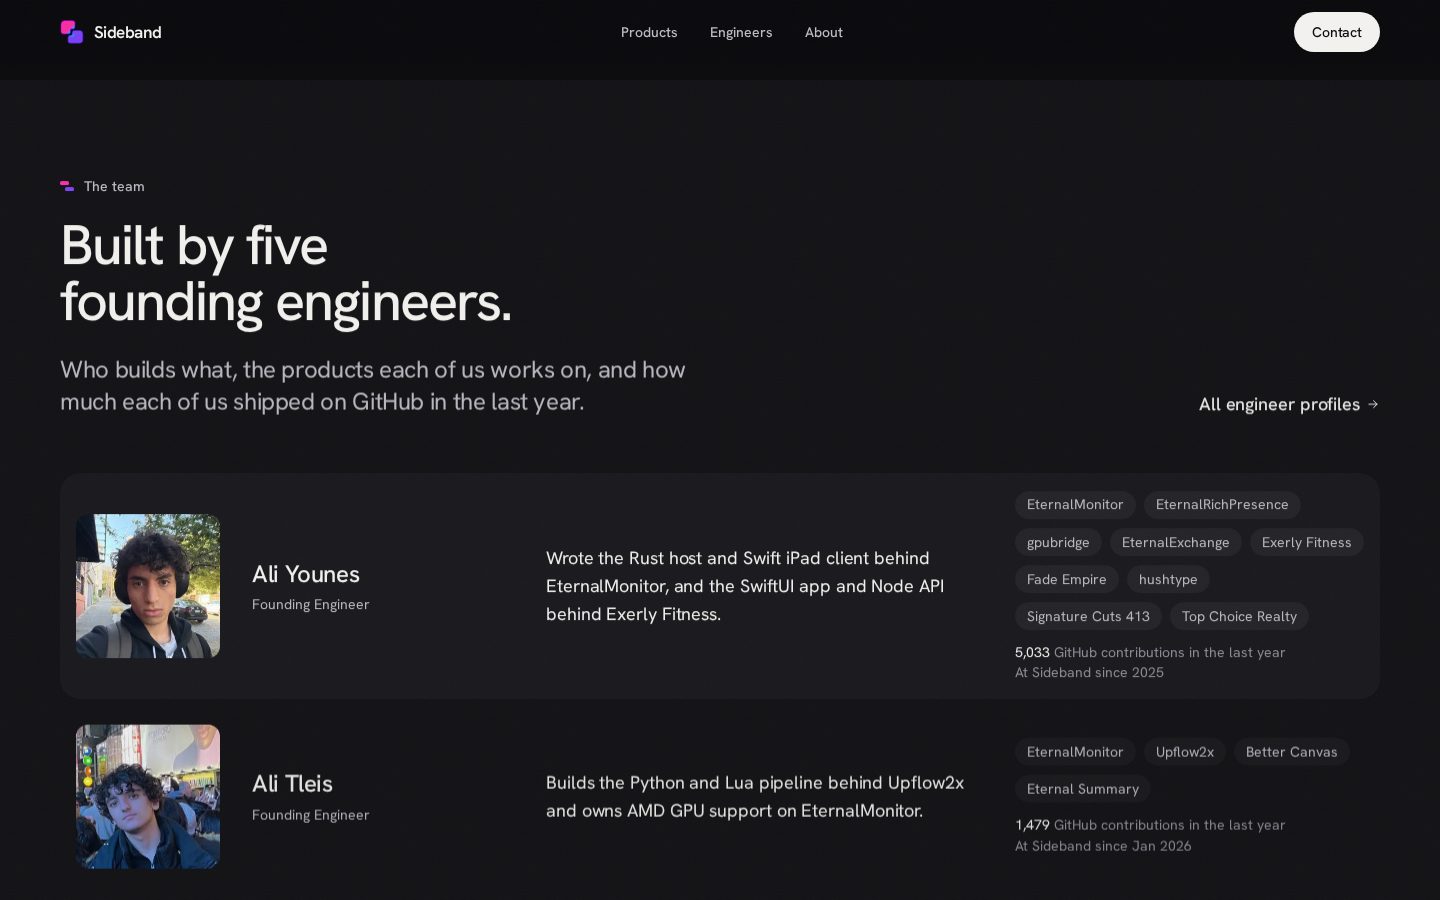 Sideband
Products
Engineers
About
Contact
The team
Built by five
founding engineers.
Who builds what, the products each of us works on, and how
much each of us shipped on GitHub in the last year.
All engineer profiles →
Ali Younes
Founding Engineer
Wrote the Rust host and Swift iPad client behind
EternalMonitor, and the SwiftUI app and Node API
behind Exerly Fitness.
EternalMonitor
EternalRichPresence
gpubridge
EternalExchange
Exerly Fitness
Fade Empire
hushtype
Signature Cuts 413
Top Choice Realty
5,033 GitHub contributions in the last year
At Sideband since 2025
Ali Tleis
Founding Engineer
Builds the Python and Lua pipeline behind Upflow2x
and owns AMD GPU support on EternalMonitor.
EternalMonitor
Upflow2x
Better Canvas
Eternal Summary
1,479 GitHub contributions in the last year
At Sideband since Jan 2026